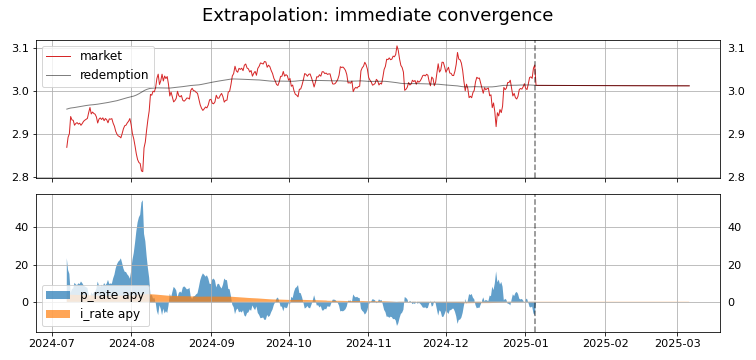 Extrapolation: immediate convergence
3.1 3.1
market
redemption
3.0 3.0
2.9 2.9
2.8 2.8
40 40
20 20
p_rate apy
0 0
i_rate apy
2024-07 2024-08 2024-09 2024-10 2024-11 2024-12 2025-01 2025-02 2025-03